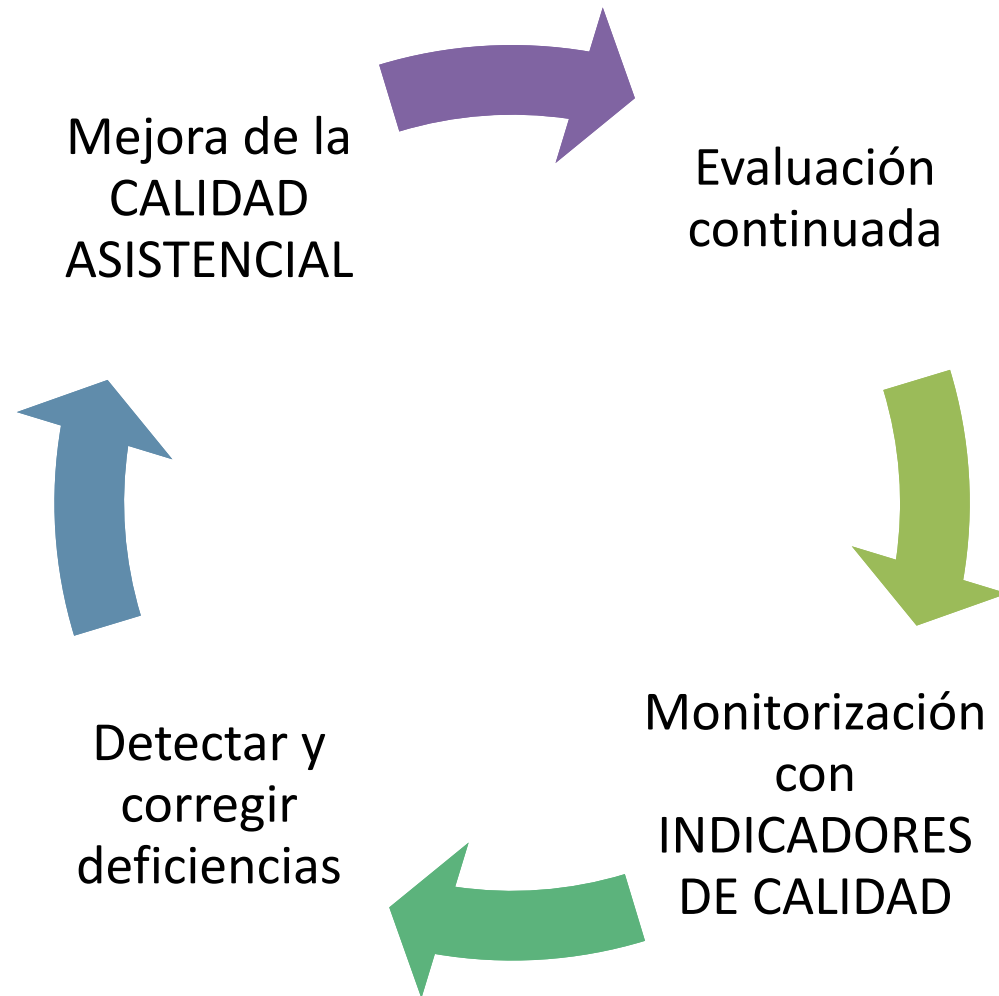 Mejora de la
CALIDAD
ASISTENCIAL
Evaluación
continuada
Monitorización
con
INDICADORES
DE CALIDAD
Detectar y
corregir
deficiencias